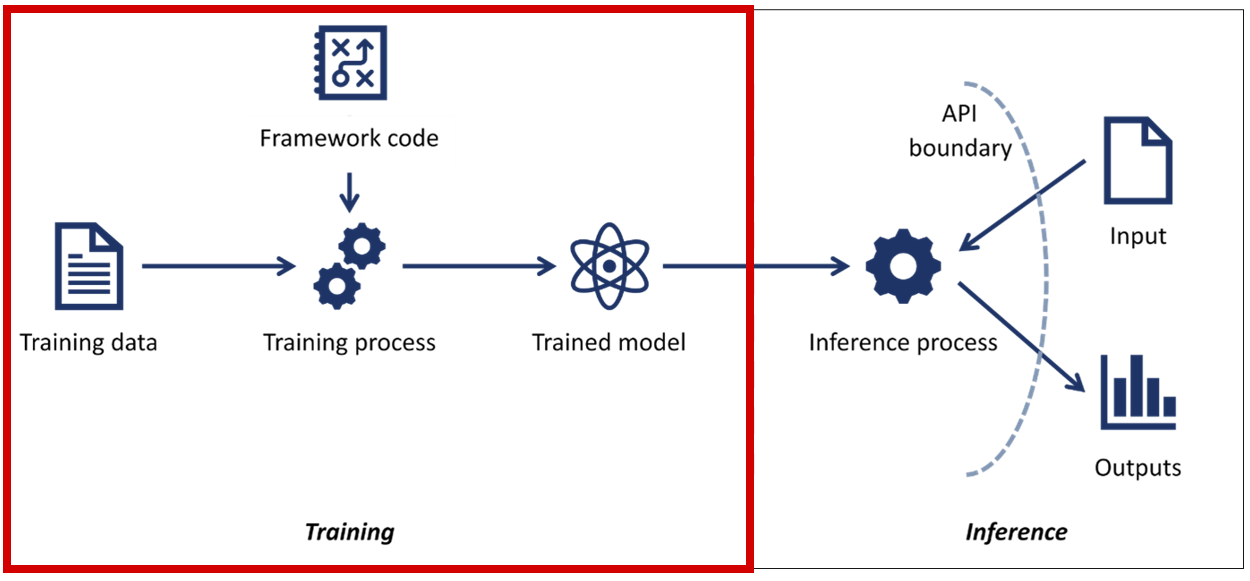 Framework code
Training data
Training process
Trained model
Training
API
boundary
Input
Inference process
Outputs
Inference